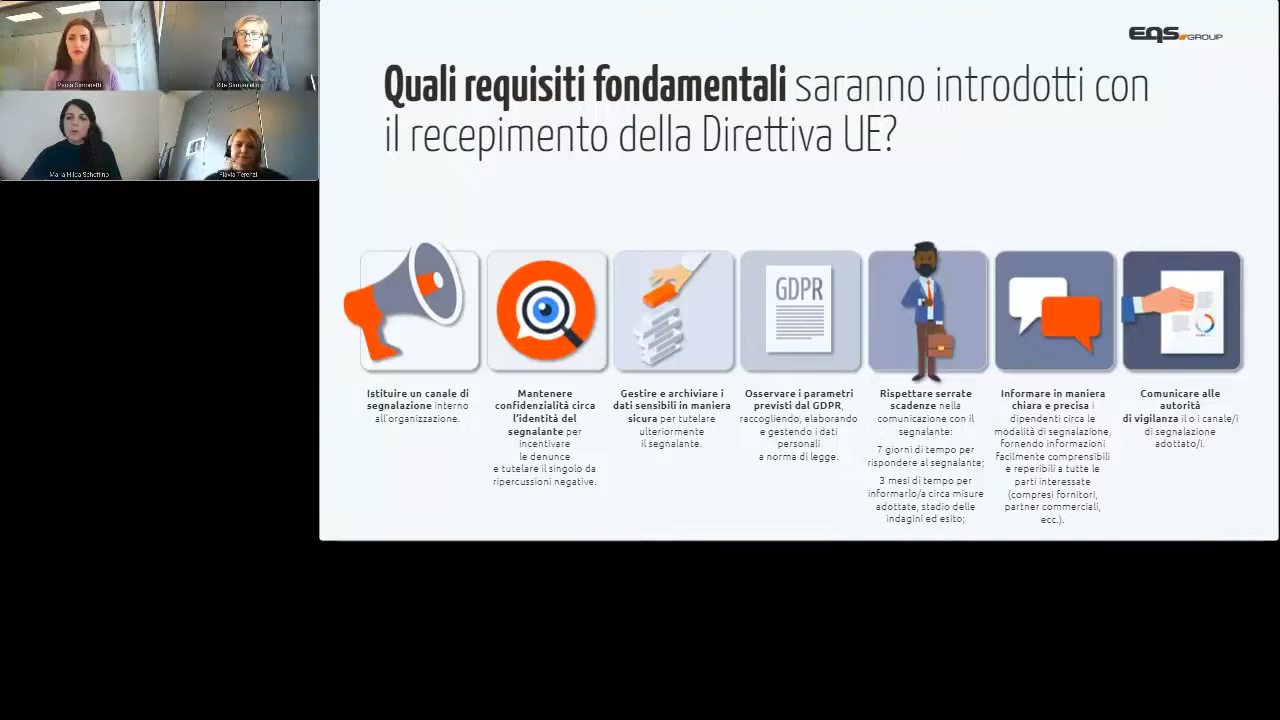 Paola Simonetti
Maria Hilda Schettino
Flavia Terenzi
EQS GROUP
Quali requisiti fondamentali saranno introdotti con
il recepimento della Direttiva UE?
GDPR
Istituire un canale di
segnalazione interno
all'organizzazione.
Mantenere
confidenzialità circa
l'identità del
segnalante per
incentivare
le denunce
e tutelare il singolo da
ripercussioni negative.
Gestire e archiviare i
dati sensibili in maniera
sicura per tutelare
ulteriormente
il segnalante.
Osservare i parametri
previsti dal GDPR,
raccogliendo, elaborando
e gestendo i dati
personali
a norma di legge.
Rispettare serrate
scadenze nella
comunicazione con il
segnalante:
7 giorni di tempo per
rispondere al segnalante;
3 mesi di tempo per
informarlo/a circa misure
adottate, stadio delle
indagini ed esito;
Informare in maniera
chiara e precisa i
dipendenti circa le
modalità di segnalazione,
fornendo informazioni
facilmente comprensibili
e reperibili a tutte le
parti interessate
(compresi fornitori,
partner commerciali,
ecc.).
Comunicare alle
autorità
di vigilanza il o i canale/i
di segnalazione
adottato/i.